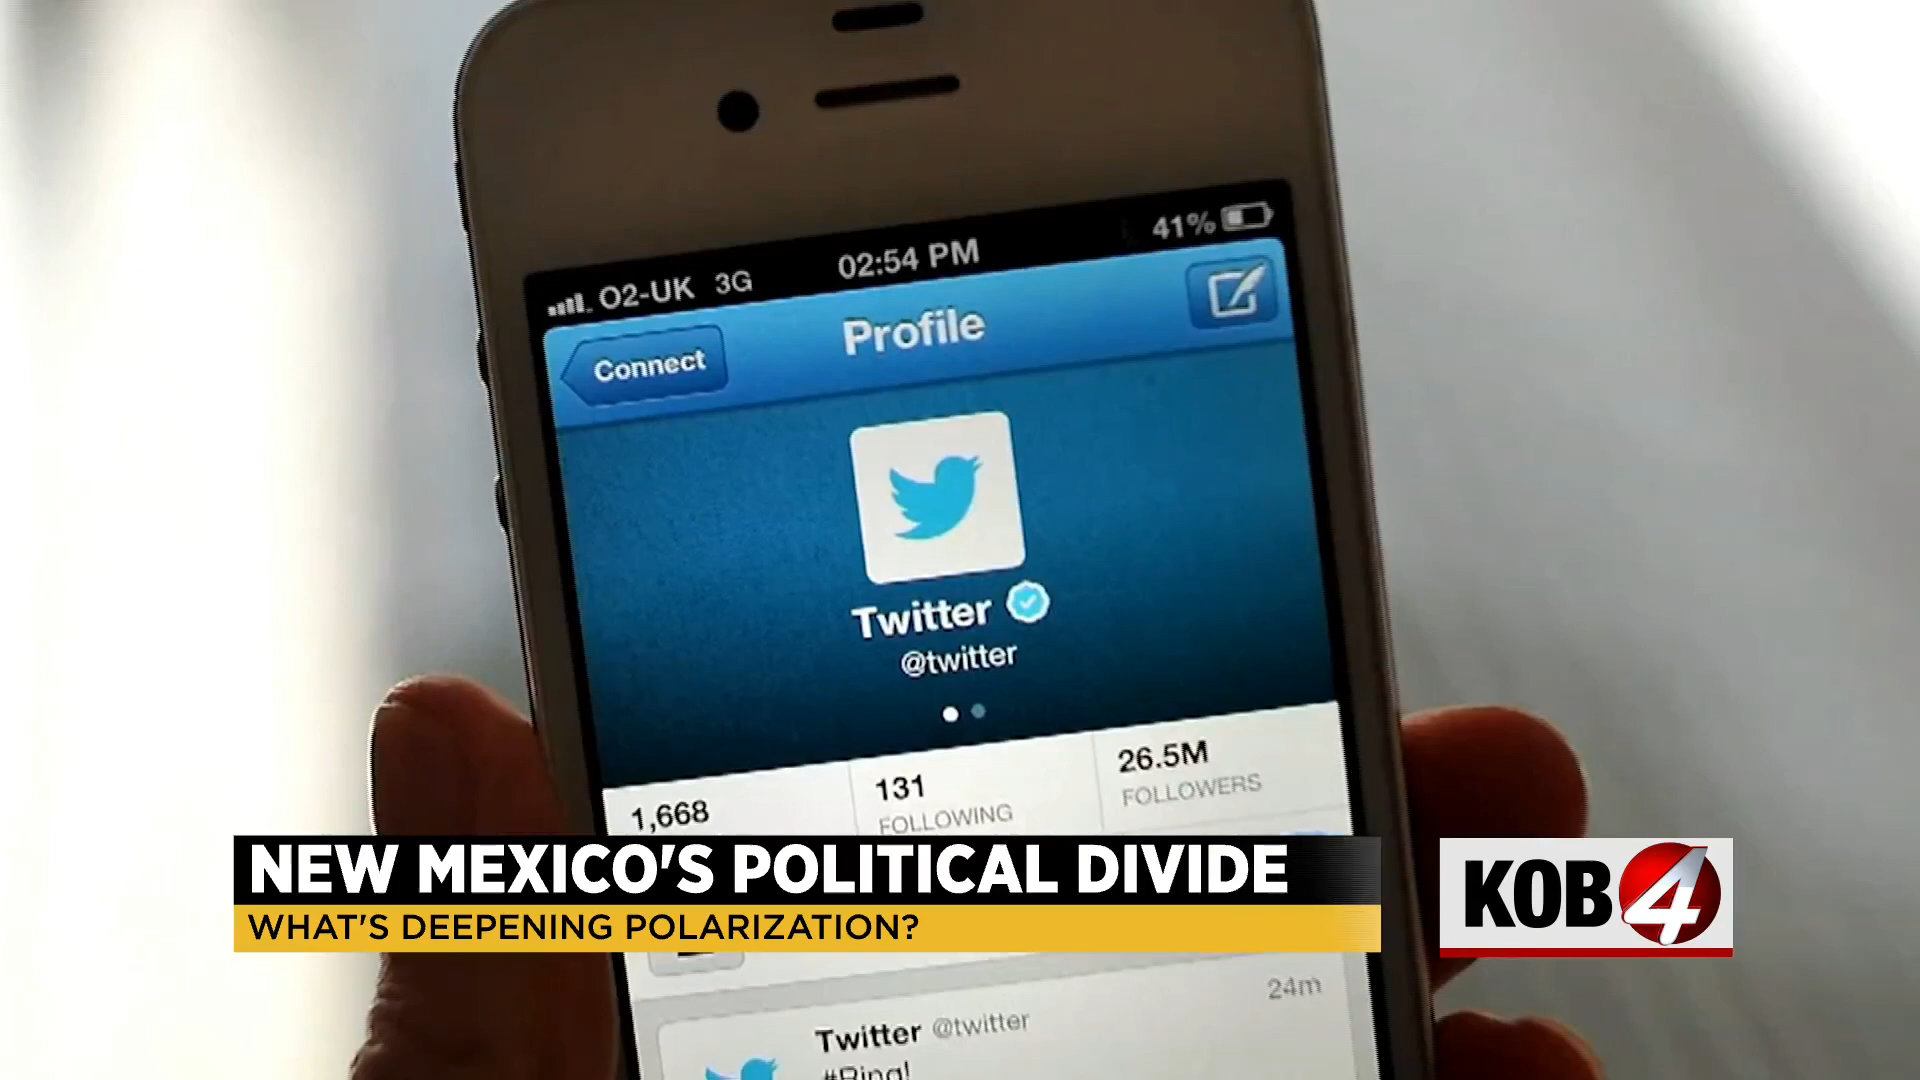 O2-UK 3G 02:54 PM 41%
Connect Profile
Twitter
@twitter
1,668 131 26.5M
FOLLOWING FOLLOWERS
NEW MEXICO'S POLITICAL DIVIDE
WHAT'S DEEPENING POLARIZATION?
KOB 4
Twitter @twitter 24m
#Ring!